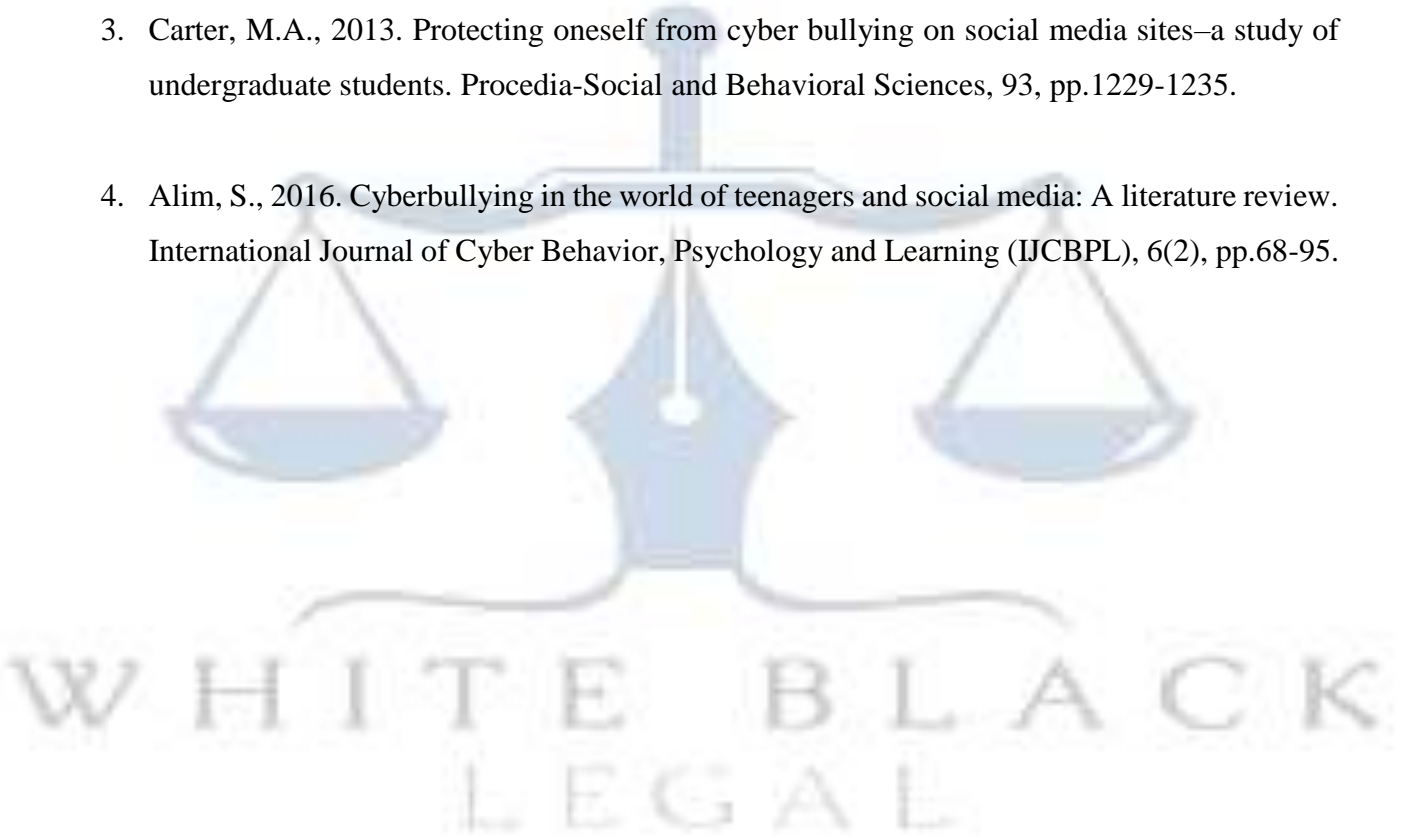 3. Carter, M.A., 2013. Protecting oneself from cyber bullying on social media sites–a study of
undergraduate students. Procedia-Social and Behavioral Sciences, 93, pp.1229-1235.
4. Alim, S., 2016. Cyberbullying in the world of teenagers and social media: A literature review.
International Journal of Cyber Behavior, Psychology and Learning (IJCBPL), 6(2), pp.68-95.
WHITE BLACK
LEGAL